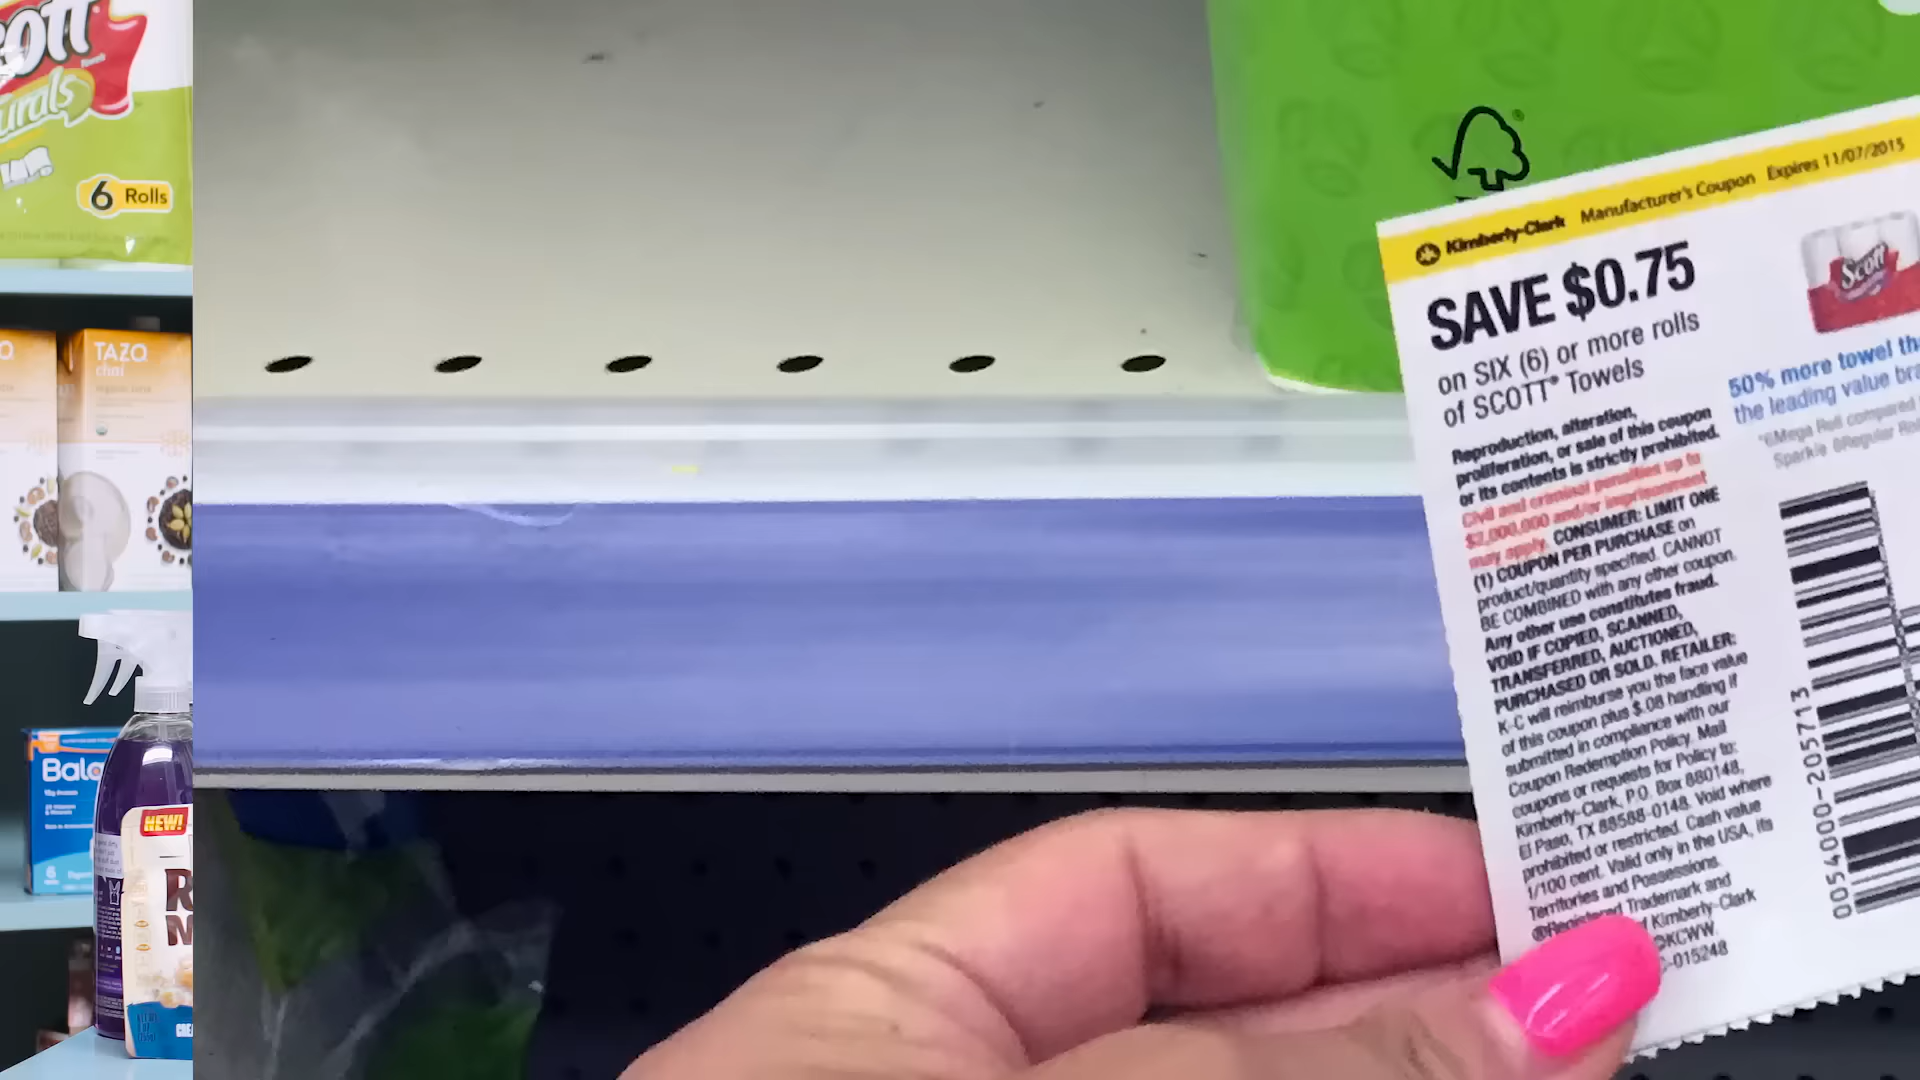 6 Rolls
TAZO
chai
NEW!
Kimberly-Clark Manufacturer's Coupon Expires 11/07/2015
SAVE $0.75
on SIX (6) or more rolls
of SCOTT® Towels
Scott
50% more towel
the leading value
Reproduction, alteration,
proliferation, or sale of this coupon
or its contents is strictly prohibited.
Civil and criminal penalties up to
$2,000,000 and/or imprisonment
may apply. CONSUMER: LIMIT ONE
(1) COUPON PER PURCHASE on
product/quantity specified. CANNOT
BE COMBINED with any other coupon.
Any other use constitutes fraud.
VOID IF COPIED, SCANNED,
TRANSFERRED, AUCTIONED,
PURCHASED OR SOLD. RETAILER:
K-C will reimburse you the face value
of this coupon plus $.08 handling if
submitted in compliance with our
Coupon Redemption Policy. Mail
coupons or requests for Policy to:
Kimberly-Clark, P.O. Box 880148,
El Paso, TX 88588-0148. Void where
prohibited or restricted. Cash value
1/100 cent. Valid only in the USA, its
Territories and Possessions.
®Registered Trademark and
Kimberly-Clark
©KCWW.
-015248
0054000-205713